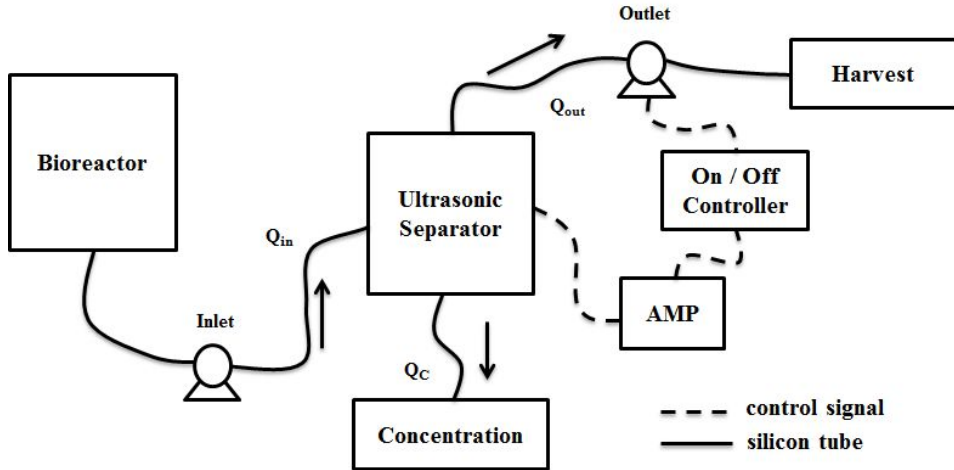 Outlet
Harvest
Q_out
Bioreactor
On / Off
Controller
Ultrasonic
Separator
Q_in
AMP
Inlet
Q_C
Concentration
control signal
silicon tube